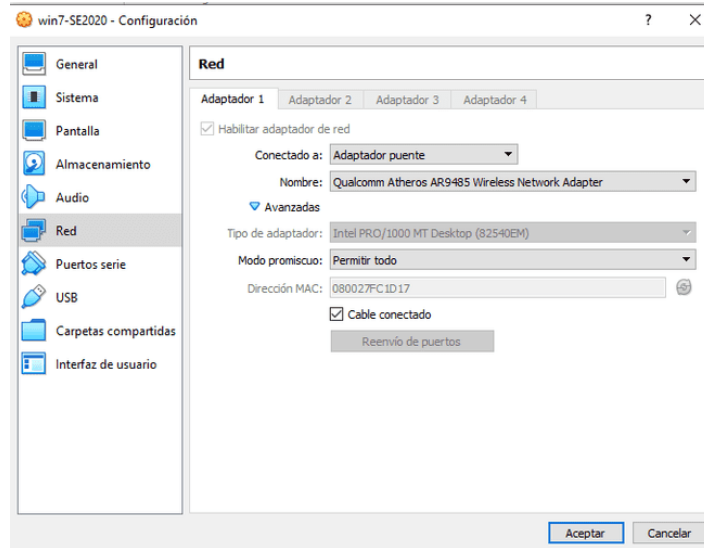 win7-SE2020 - Configuración
General
Sistema
Pantalla
Almacenamiento
Audio
Red
Puertos serie
USB
Carpetas compartidas
Interfaz de usuario
Red
Adaptador 1 Adaptador 2 Adaptador 3 Adaptador 4
Habilitar adaptador de red
Conectado a: Adaptador puente
Nombre: Qualcomm Atheros AR9485 Wireless Network Adapter
Avanzadas
Tipo de adaptador: Intel PRO/1000 MT Desktop (82540EM)
Modo promiscuo: Permitir todo
Dirección MAC: 080027FC1D17
Cable conectado
Reenvío de puertos
Aceptar Cancelar